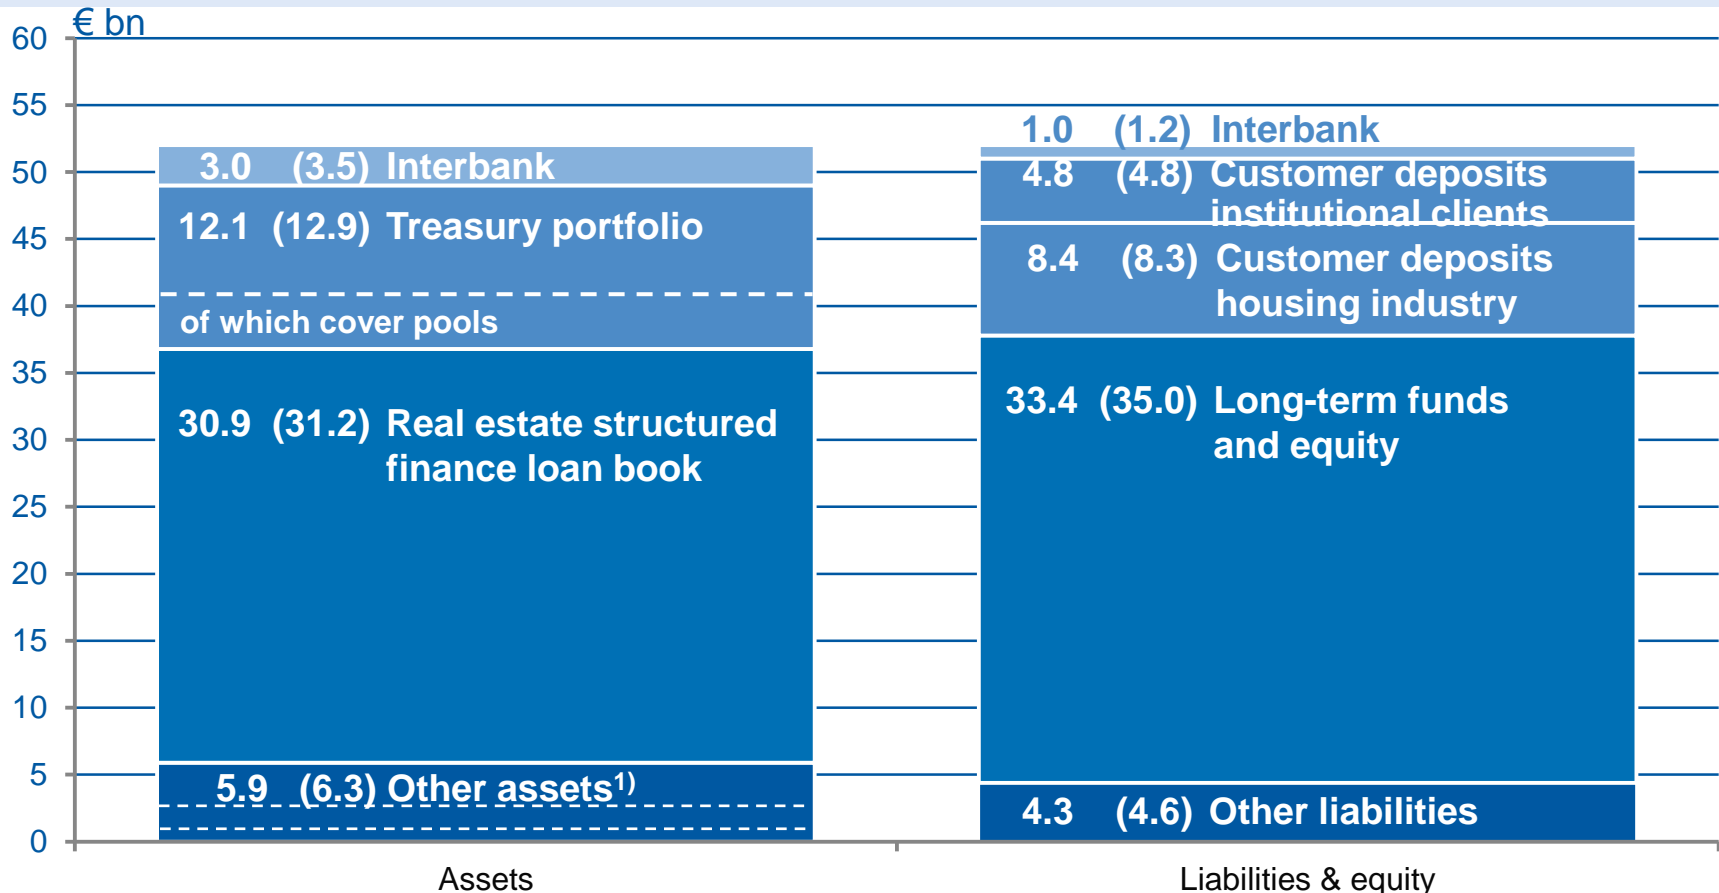 € bn
60
55
50
45
40
35
30
25
20
15
10
5
0
3.0 (3.5) Interbank
12.1 (12.9) Treasury portfolio
of which cover pools
30.9 (31.2) Real estate structured
finance loan book
5.9 (6.3) Other assets1)
1.0 (1.2) Interbank
4.8 (4.8) Customer deposits
institutional clients
8.4 (8.3) Customer deposits
housing industry
33.4 (35.0) Long-term funds
and equity
4.3 (4.6) Other liabilities
Assets
Liabilities & equity